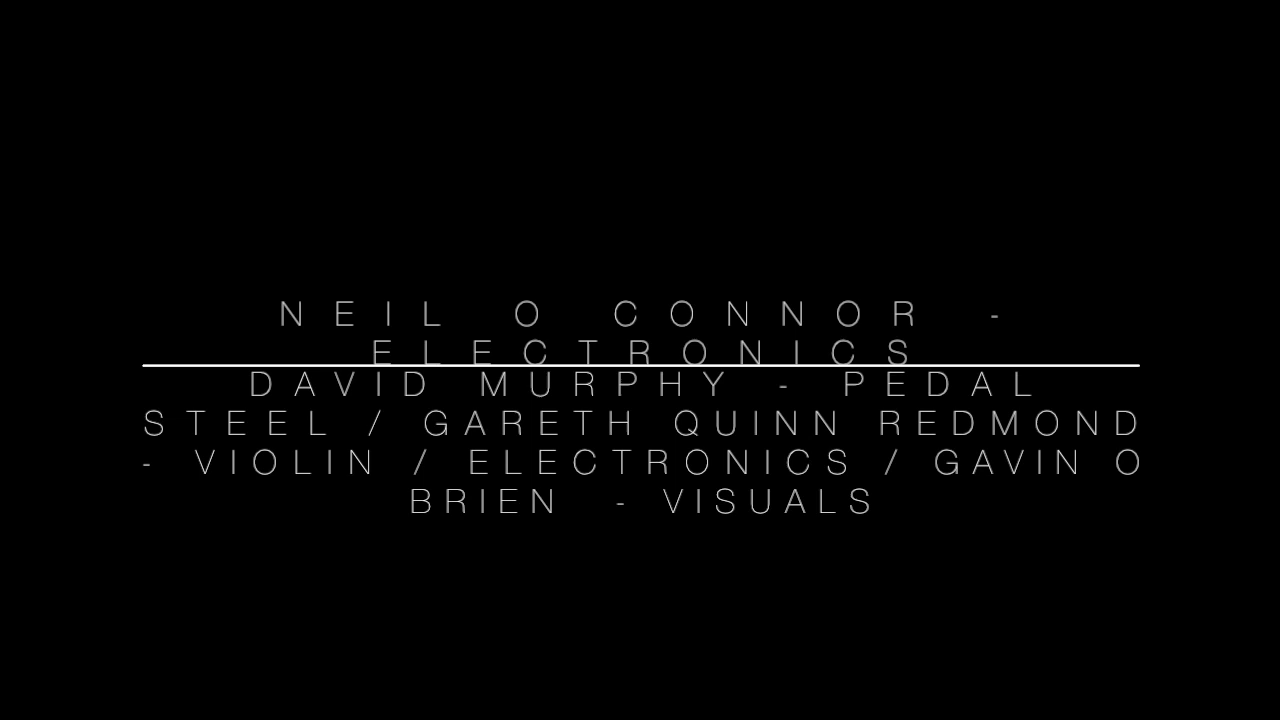 NEIL O CONNOR -
ELECTRONICS
DAVID MURPHY - PEDAL
STEEL / GARETH QUINN REDMOND
- VIOLIN / ELECTRONICS / GAVIN O
BRIEN - VISUALS